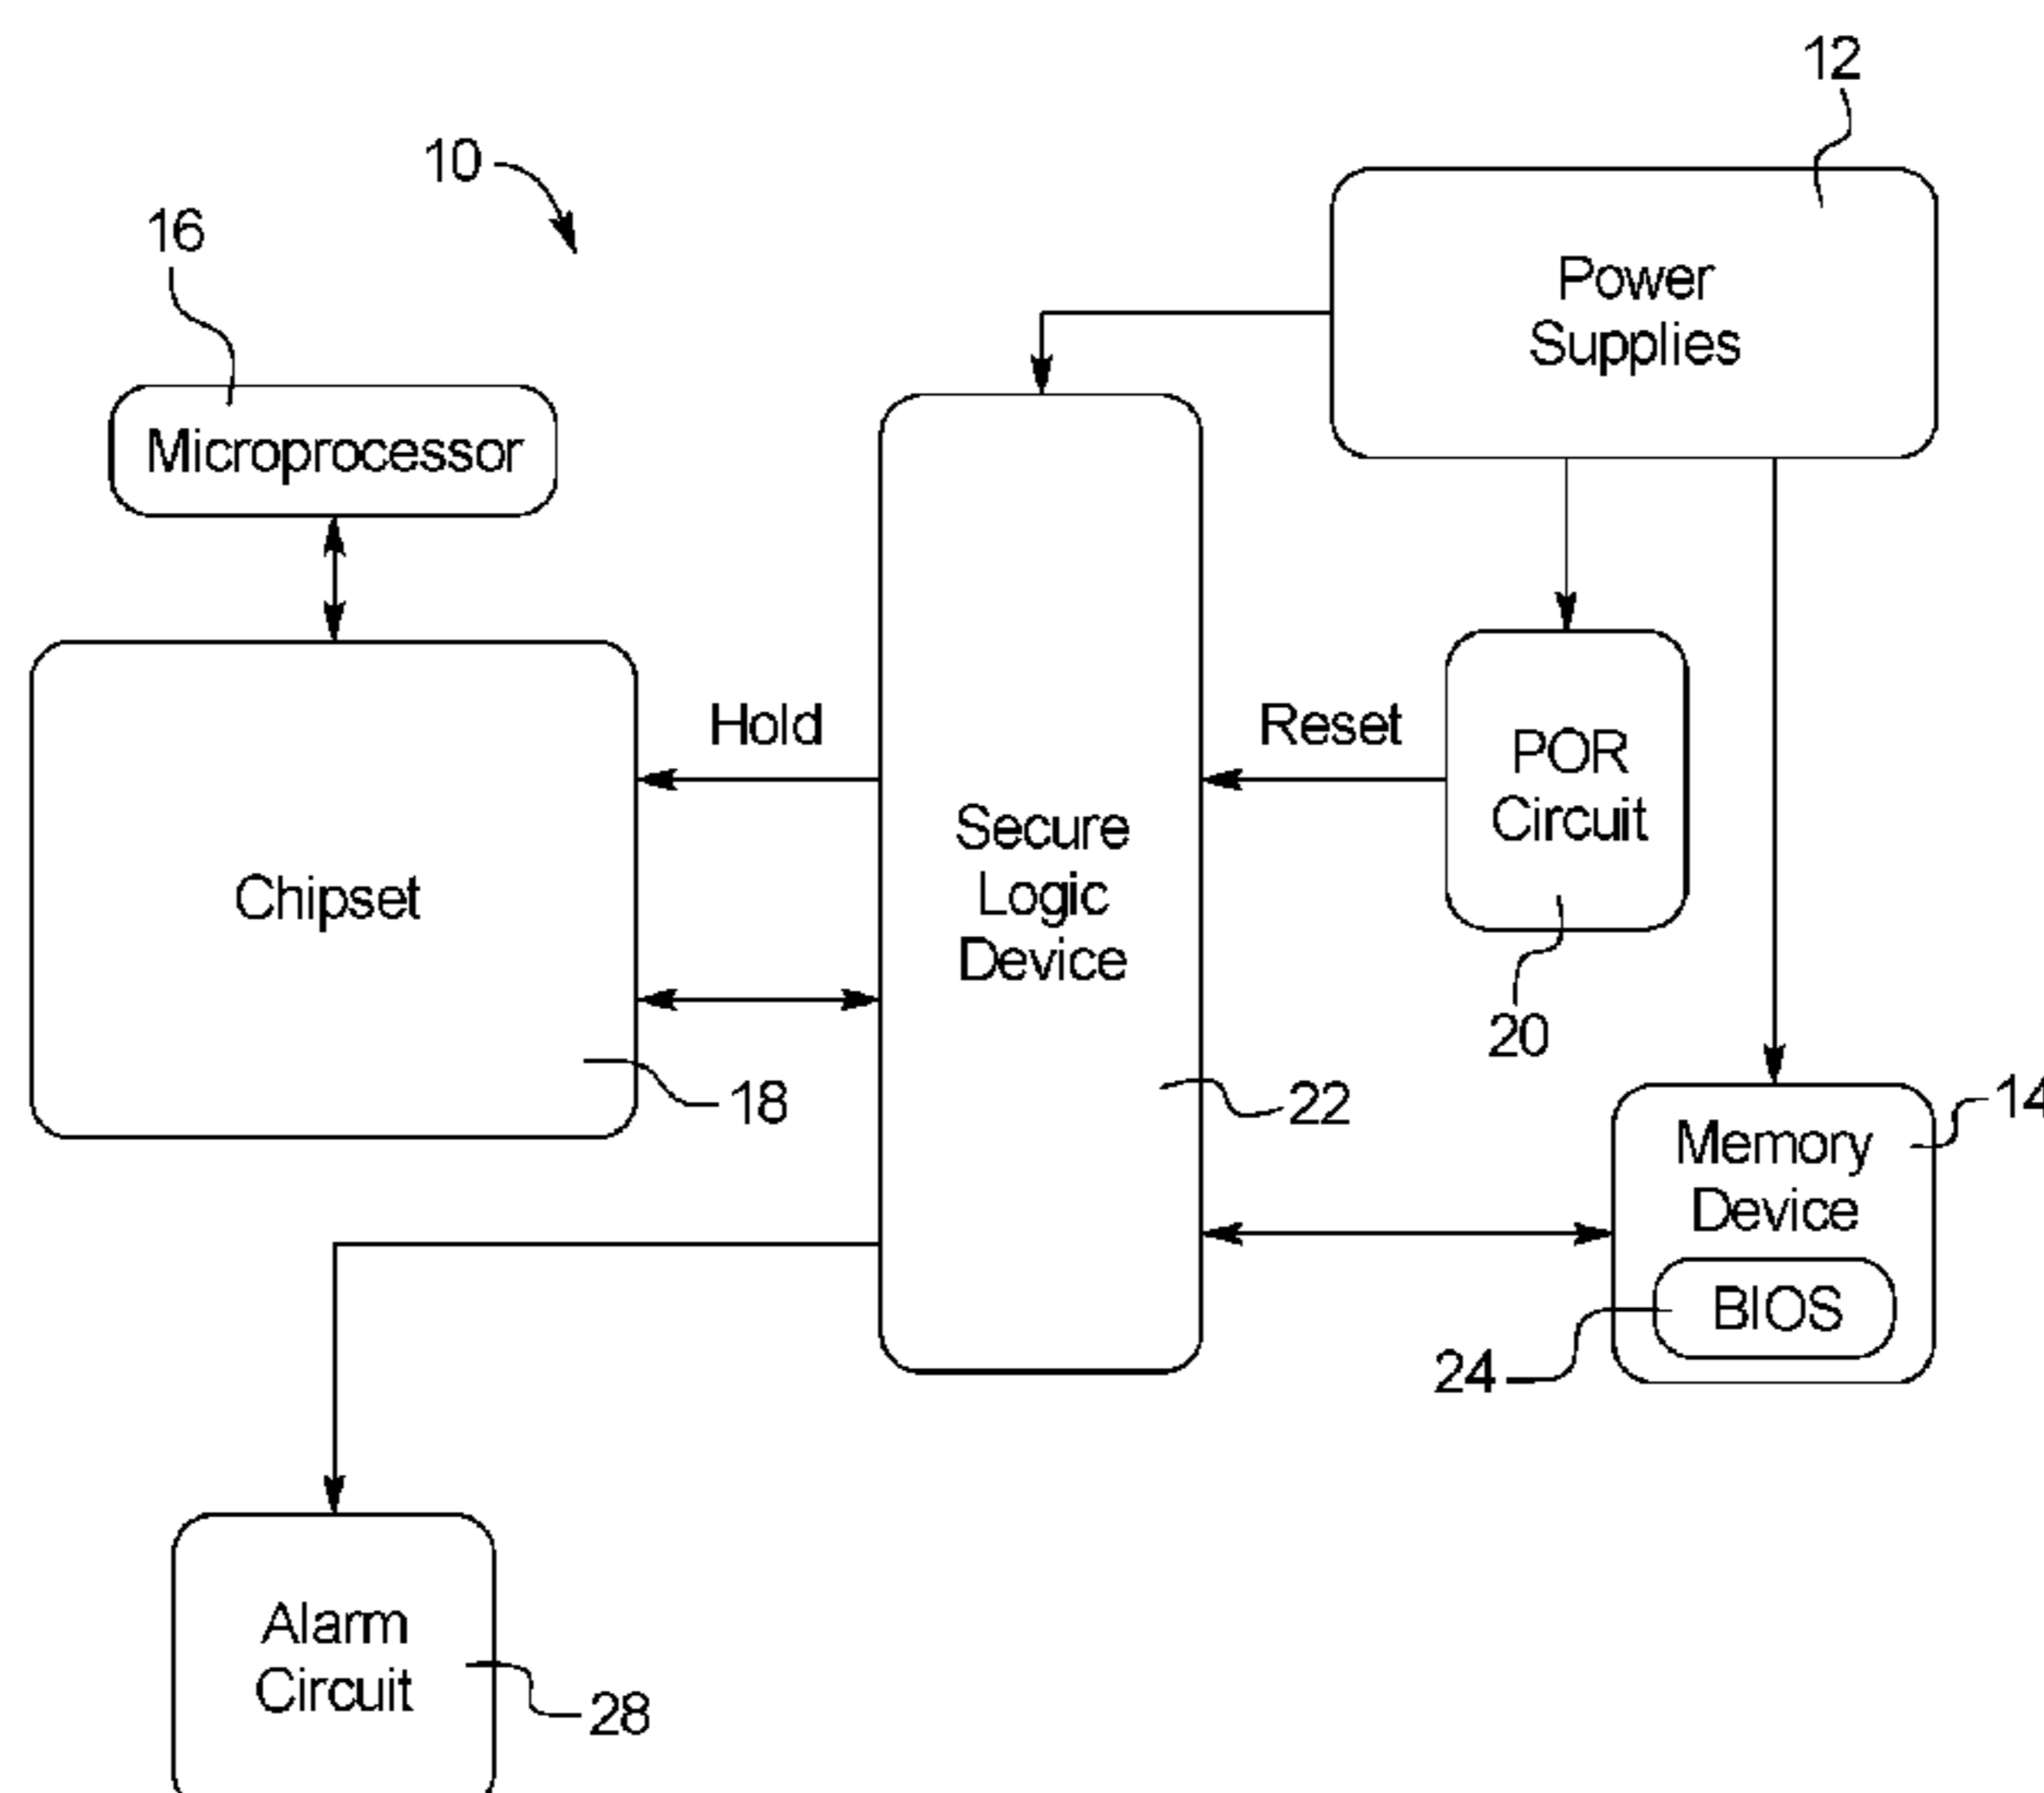 12
10
16
Power
Supplies
Microprocessor
Hold
Reset
POR
Circuit
Secure
Logic
Device
Chipset
20
18
22
14
Memory
Device
BIOS
24
Alarm
Circuit
28